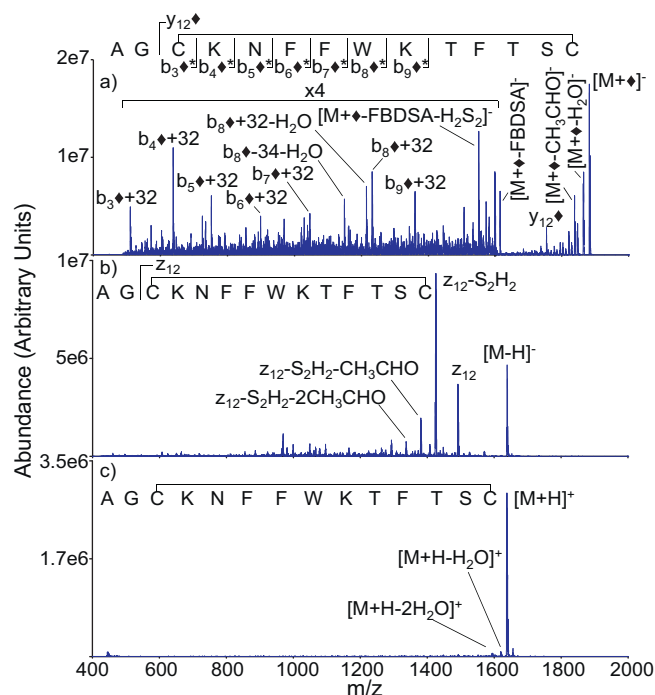 y₁₂♦
A G C K N F F W K T F T S C
b₃♦* b₄♦* b₅♦* b₆♦* b₇♦* b₈♦* b₉♦*
2e7
a)
x4
1e7
b₃♦+32
b₄♦+32
b₅♦+32
b₆♦+32
b₇♦+32
b₈♦-34-H₂O
b₈♦+32-H₂O
b₈♦+32
b₉♦+32
[M+♦-FBDSA-H₂S₂]⁻
[M+♦-FBDSA]⁻
y₁₂♦
[M+♦-CH₃CHO]⁻
[M+♦-H₂O]⁻
[M+♦]⁻
Abundance (Arbitrary Units)
1e7
b)
z₁₂
A G C K N F F W K T F T S C
5e6
z₁₂-S₂H₂
z₁₂-S₂H₂-CH₃CHO
z₁₂-S₂H₂-2CH₃CHO
z₁₂
[M-H]⁻
3.5e6
c)
A G C K N F F W K T F T S C
[M+H]⁺
1.7e6
[M+H-H₂O]⁺
[M+H-2H₂O]⁺
400 600 800 1000 1200 1400 1600 1800 2000
m/z